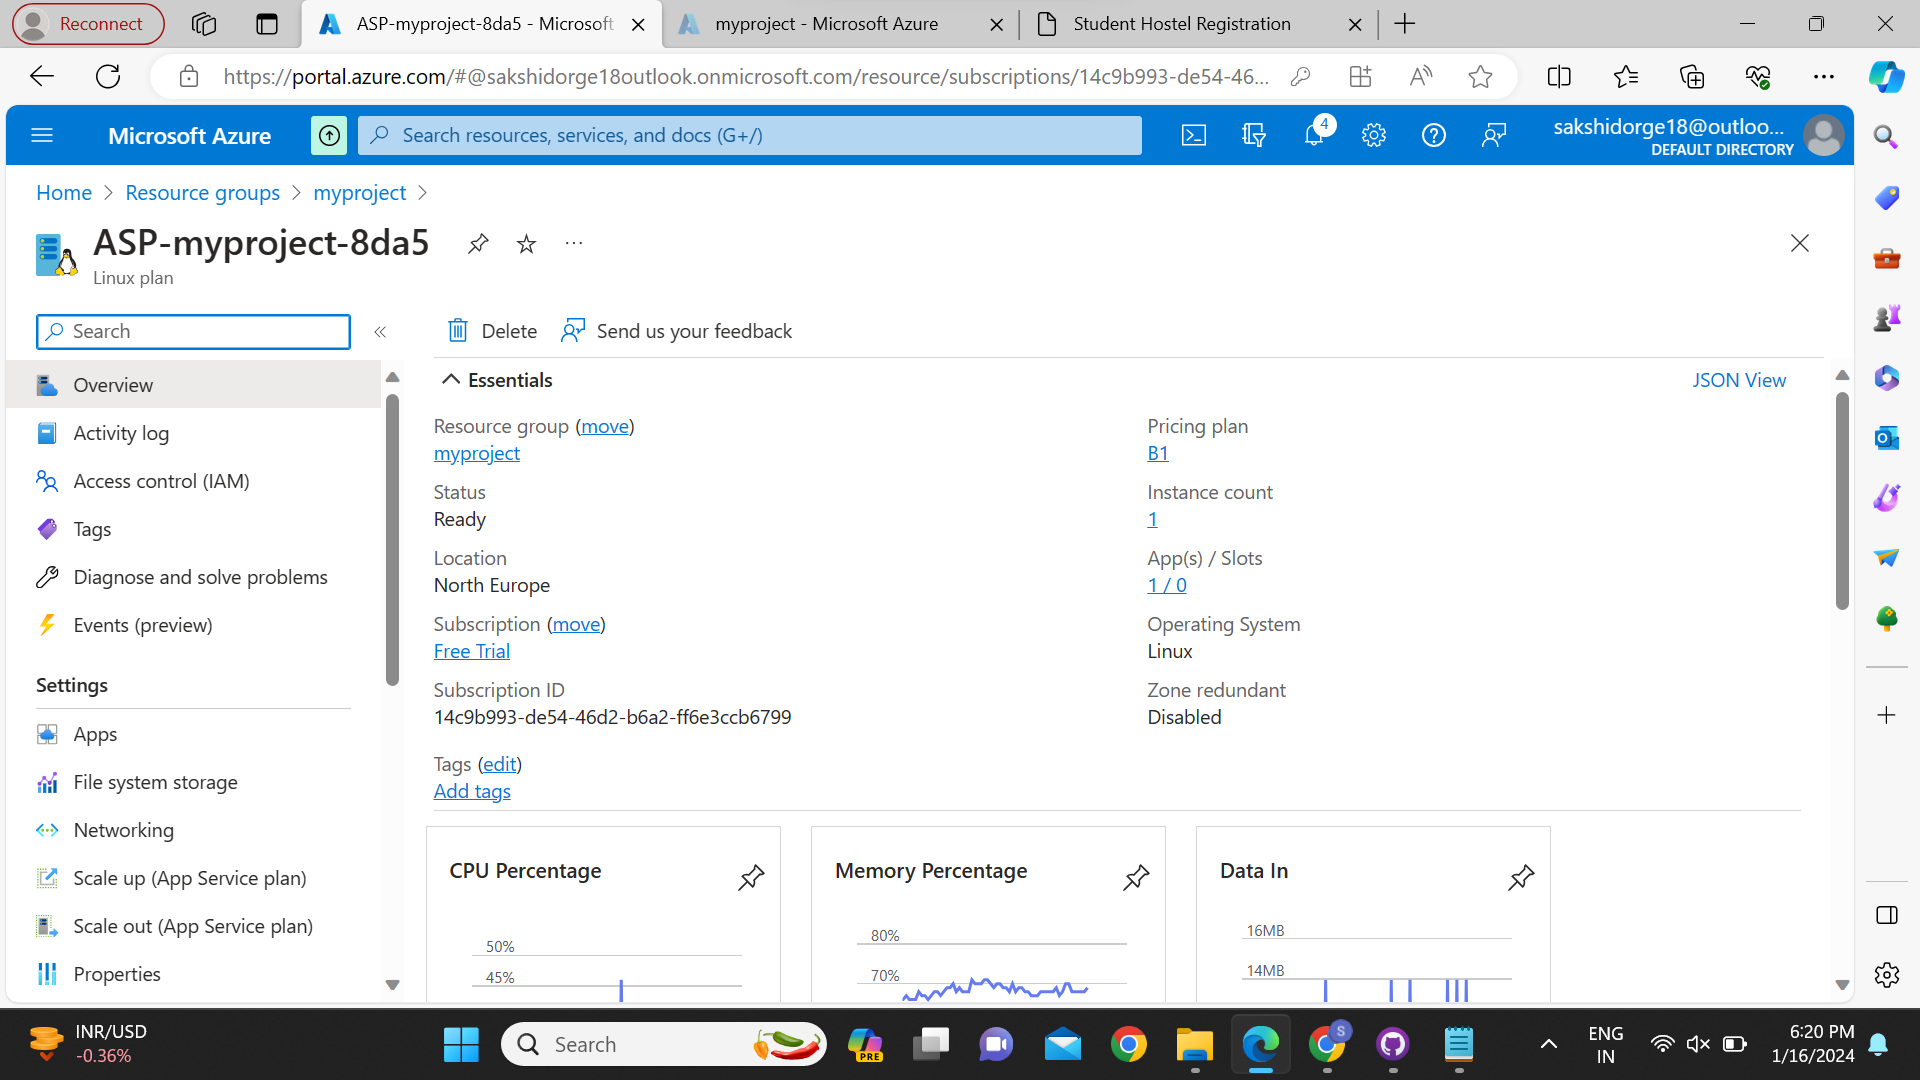 Reconnect
ASP-myproject-8da5 - Microsoft
myproject - Microsoft Azure
Student Hostel Registration
https://portal.azure.com/#@sakshidorge18outlook.onmicrosoft.com/resource/subscriptions/14c9b993-de54-46...
Microsoft Azure
Search resources, services, and docs (G+/)
4
sakshidorge18@outloo...
DEFAULT DIRECTORY
Home > Resource groups > myproject >
ASP-myproject-8da5
Linux plan
Search
Delete
Send us your feedback
Overview
Activity log
Access control (IAM)
Tags
Diagnose and solve problems
Events (preview)
Settings
Apps
File system storage
Networking
Scale up (App Service plan)
Scale out (App Service plan)
Properties
Essentials
JSON View
Resource group (move)
myproject
Status
Ready
Location
North Europe
Subscription (move)
Free Trial
Subscription ID
14c9b993-de54-46d2-b6a2-ff6e3ccb6799
Tags (edit)
Add tags
Pricing plan
B1
Instance count
1
App(s) / Slots
1 / 0
Operating System
Linux
Zone redundant
Disabled
CPU Percentage
50%
45%
Memory Percentage
80%
70%
Data In
16MB
14MB
INR/USD
-0.36%
Search
PRE
S
ENG
IN
6:20 PM
1/16/2024